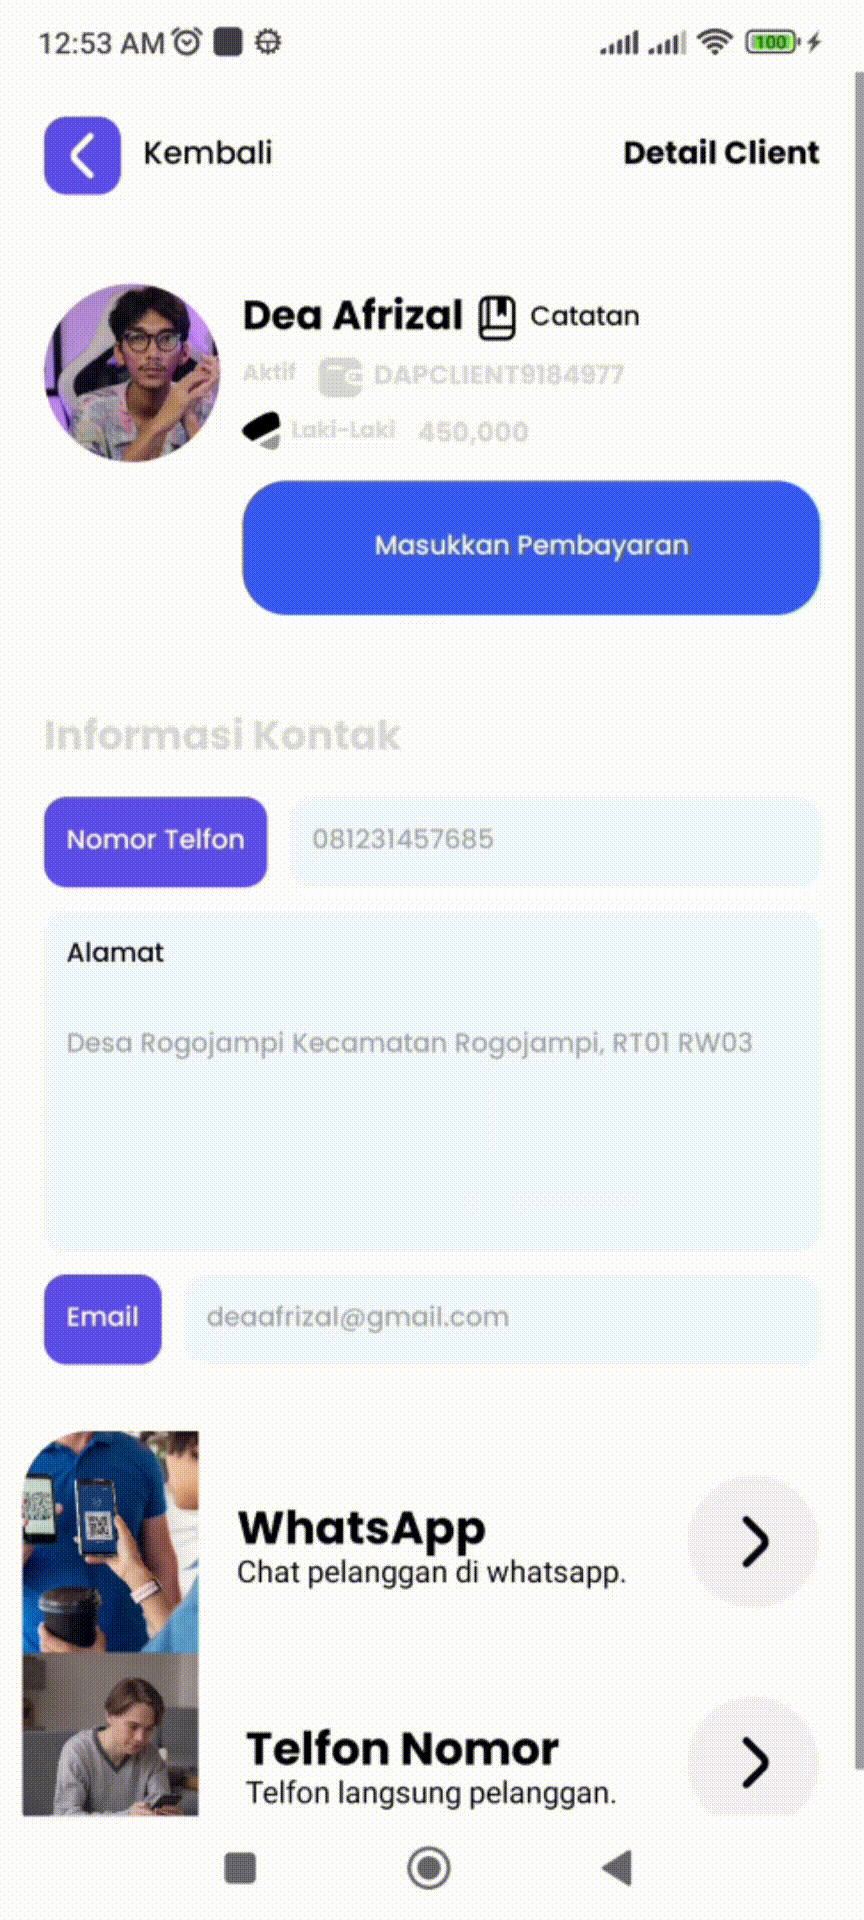 12:53 AM 100
Kembali Detail Client
Dea Afrizal Catatan
Aktif DAPCLIENT9184977
Laki-Laki 450,000
Masukkan Pembayaran
Informasi Kontak
Nomor Telfon 081231457685
Alamat
Desa Rogojampi Kecamatan Rogojampi, RT01 RW03
Email deaafrizal@gmail.com
WhatsApp
Chat pelanggan di whatsapp.
Telfon Nomor
Telfon langsung pelanggan.